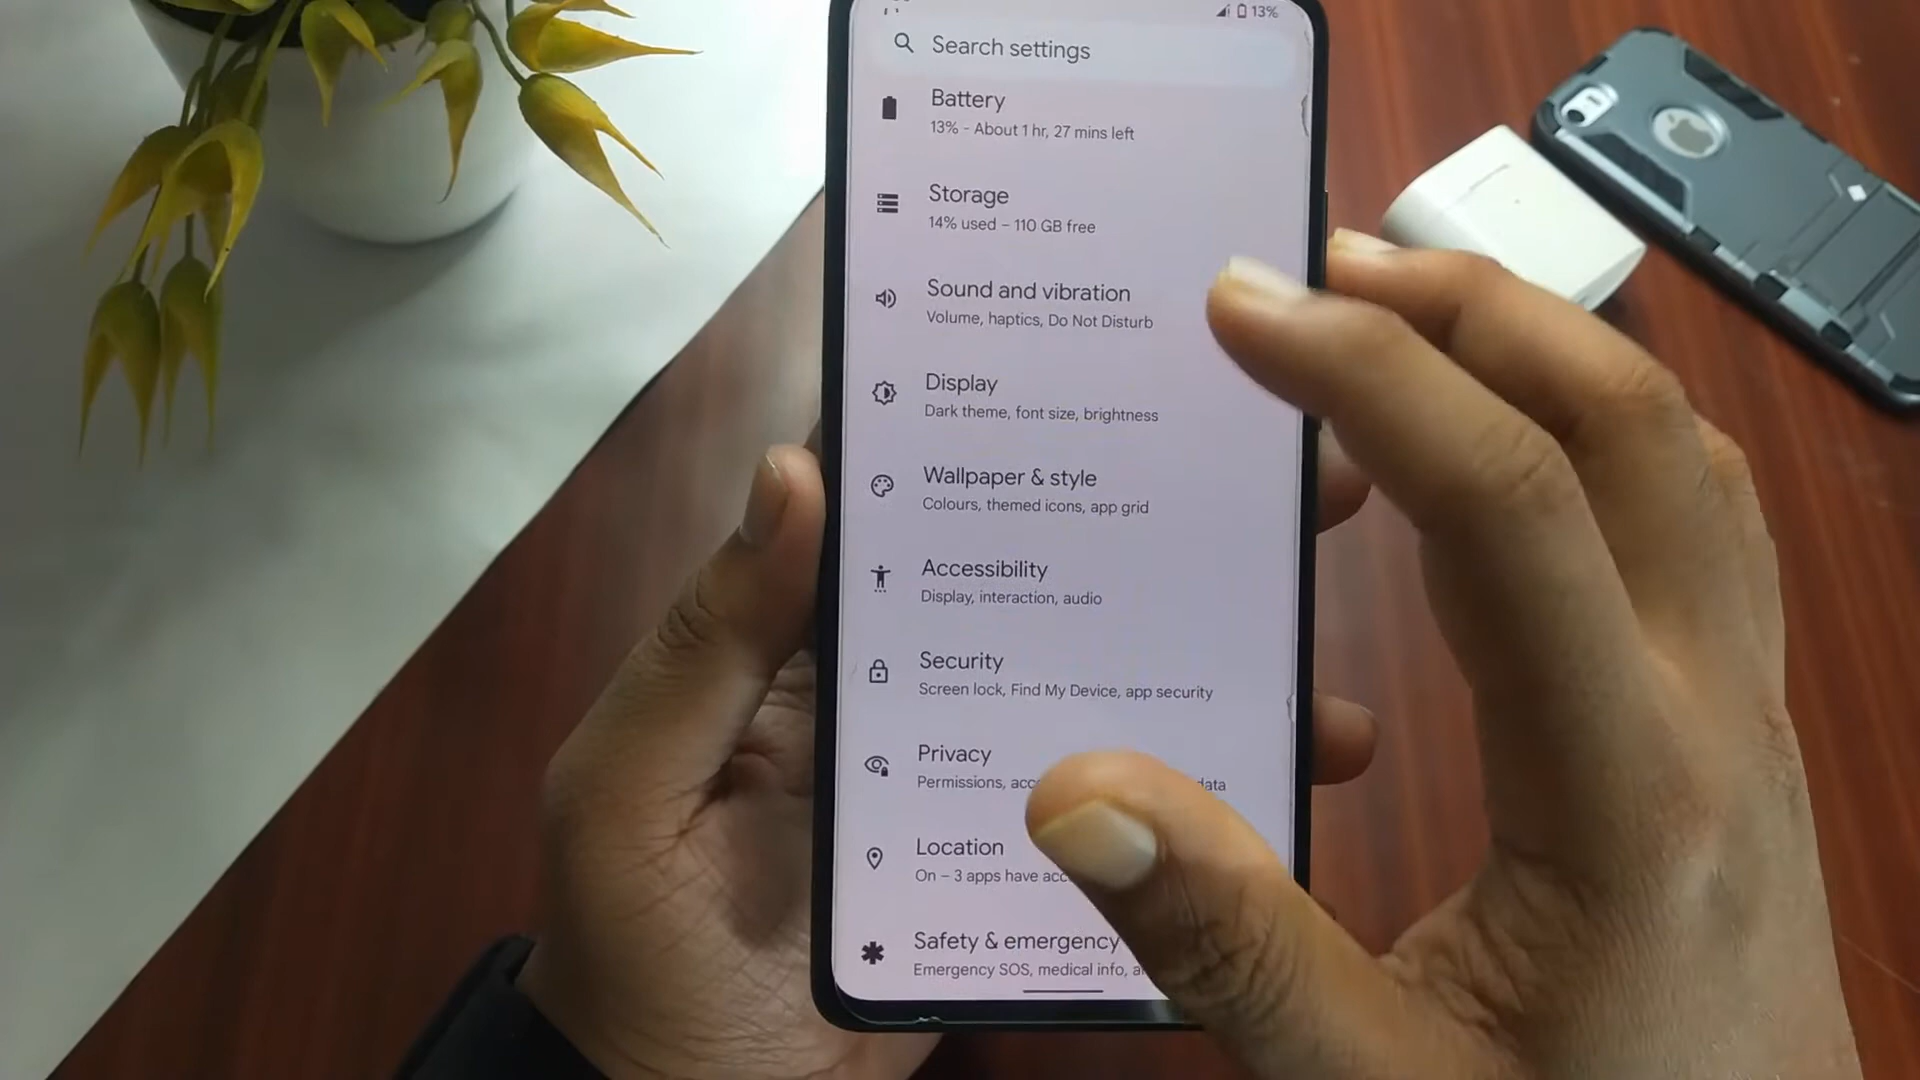 13%
Search settings
Battery
13% - About 1 hr, 27 mins left
Storage
14% used – 110 GB free
Sound and vibration
Volume, haptics, Do Not Disturb
Display
Dark theme, font size, brightness
Wallpaper & style
Colours, themed icons, app grid
Accessibility
Display, interaction, audio
Security
Screen lock, Find My Device, app security
Privacy
Permissions,
Location
On – 3 apps have
Safety & emergency
Emergency SOS, medical info,